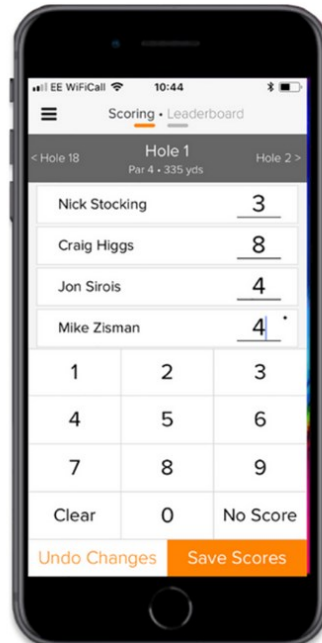 EE WiFiCall 10:44
Scoring • Leaderboard
< Hole 18 Hole 1 Hole 2 >
Par 4 • 335 yds
Nick Stocking 3
Craig Higgs 8
Jon Sirois 4
Mike Zisman 4
1 2 3
4 5 6
7 8 9
Clear 0 No Score
Undo Changes Save Scores